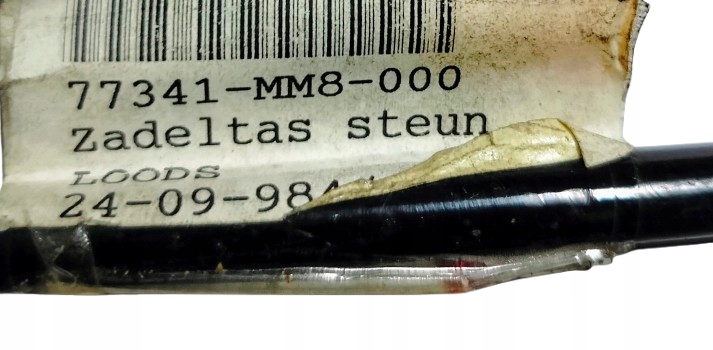 77341-MM8-000
Zadeltas steun
LOODS
24-09-98